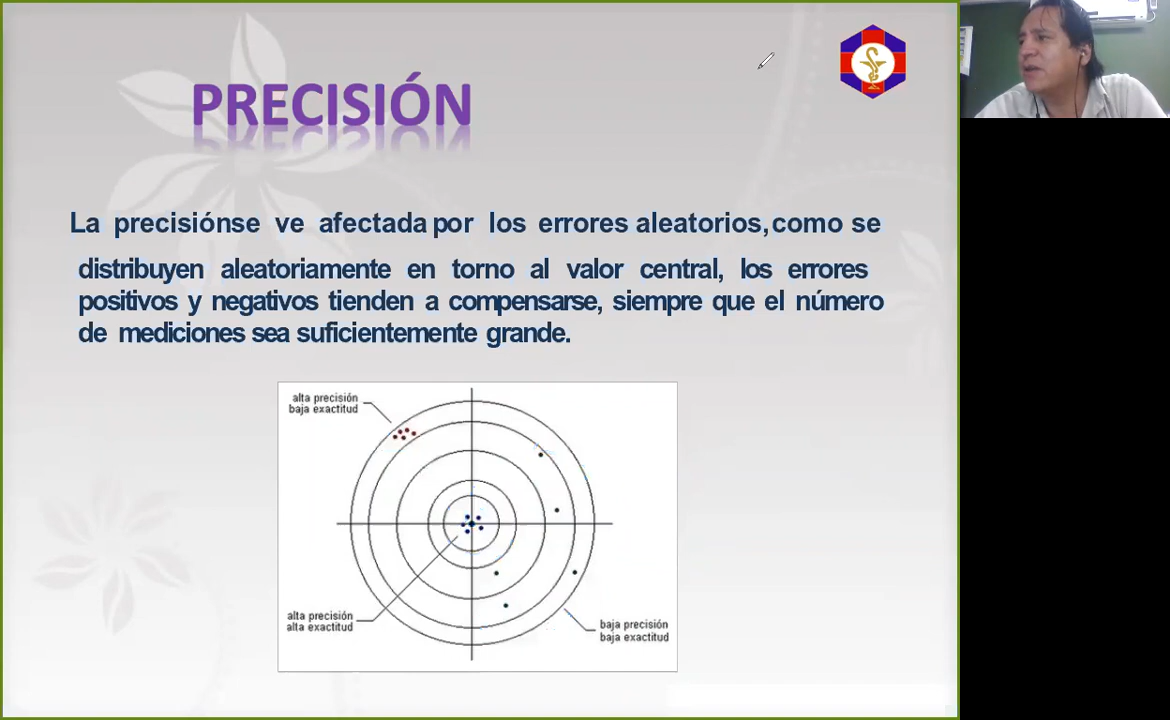 PRECISIÓN
La precisiónse ve afectada por los errores aleatorios,como se
distribuyen aleatoriamente en torno al valor central, los errores
positivos y negativos tienden a compensarse, siempre que el número
de mediciones sea suficientemente grande.
alta precisión
baja exactitud
alta precisión
alta exactitud
baja precisión
baja exactitud